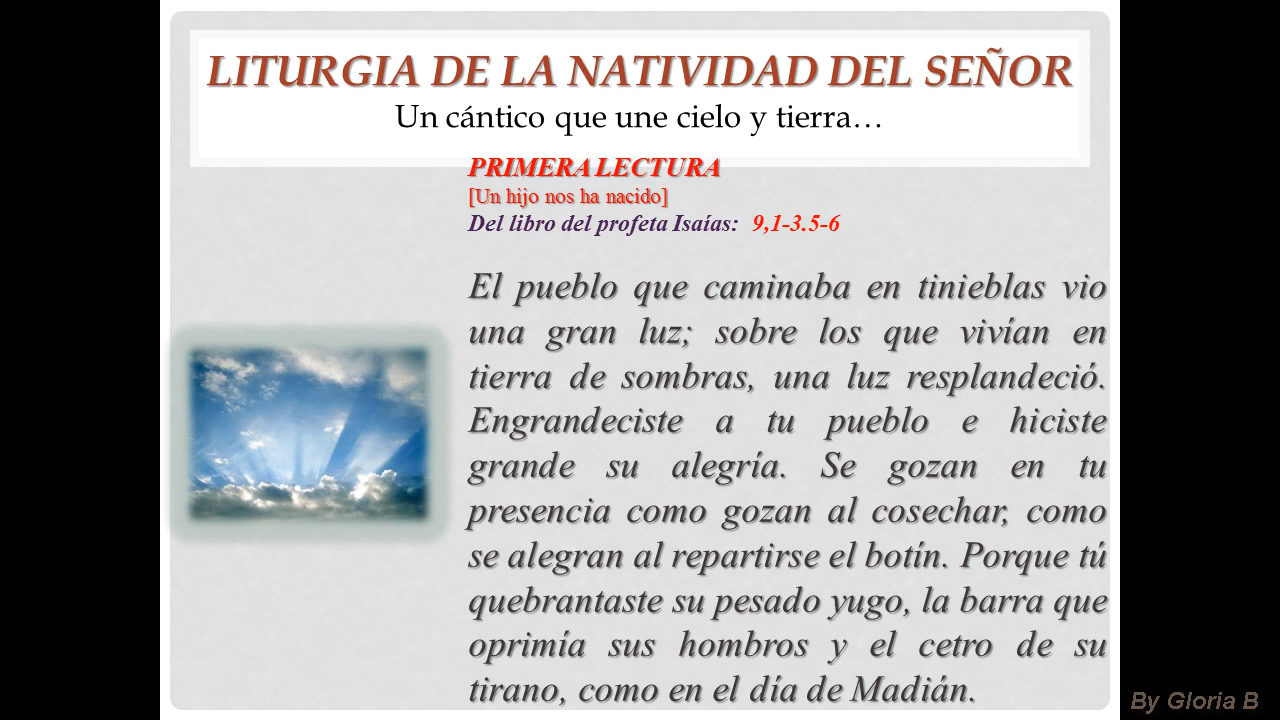 LITURGIA DE LA NATIVIDAD DEL SEÑOR
Un cántico que une cielo y tierra…
PRIMERA LECTURA
[Un hijo nos ha nacido]
Del libro del profeta Isaías: 9,1-3.5-6
El pueblo que caminaba en tinieblas vio
una gran luz; sobre los que vivían en
tierra de sombras, una luz resplandeció.
Engrandeciste a tu pueblo e hiciste
grande su alegría. Se gozan en tu
presencia como gozan al cosechar, como
se alegran al repartirse el botín. Porque tú
quebrantaste su pesado yugo, la barra que
oprimía sus hombros y el cetro de su
tirano, como en el día de Madián.
By Gloria B